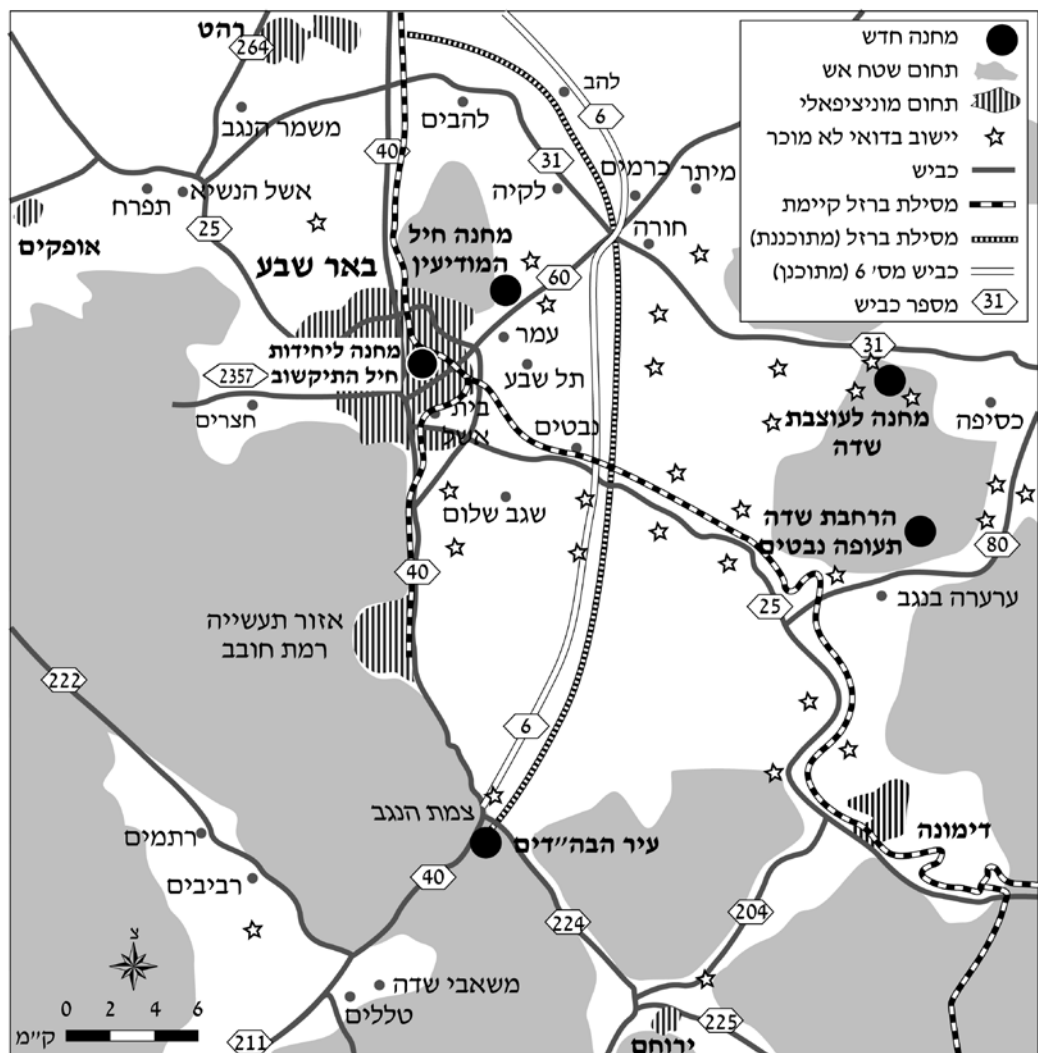 מחנה חדש
תחום שטח אש
תחום מוניציפאלי
יישוב בדואי לא מוכר
כביש
מסילת ברזל קיימת
מסילת ברזל (מתוכננת)
כביש מס' 6 (מתוכנן)
31 מספר כביש
רהט
264
להב
6
משמר הנגב
להבים
40
31
כרמים
מיתר
לקיה
אשל הנשיא
תפרח
חורה
25
אופקים
מחנה חיל
המודיעין
באר שבע
60
עמר
31
מחנה ליחידות
חיל התיקשוב
תל שבע
2357
כסיפה
מחנה לעוצבת
שדה
חצרים
בית
אשל
נבטים
שגב שלום
הרחבת שדה
תעופה נבטים
80
40
25
ערערה בנגב
אזור תעשייה
רמת חובב
222
6
צמת הנגב
דימונה
רתמים
עיר הבה"דים
רביבים
40
224
204
צ
משאבי שדה
טללים
0 2 4 6
ק"מ
211
225
ירוחם